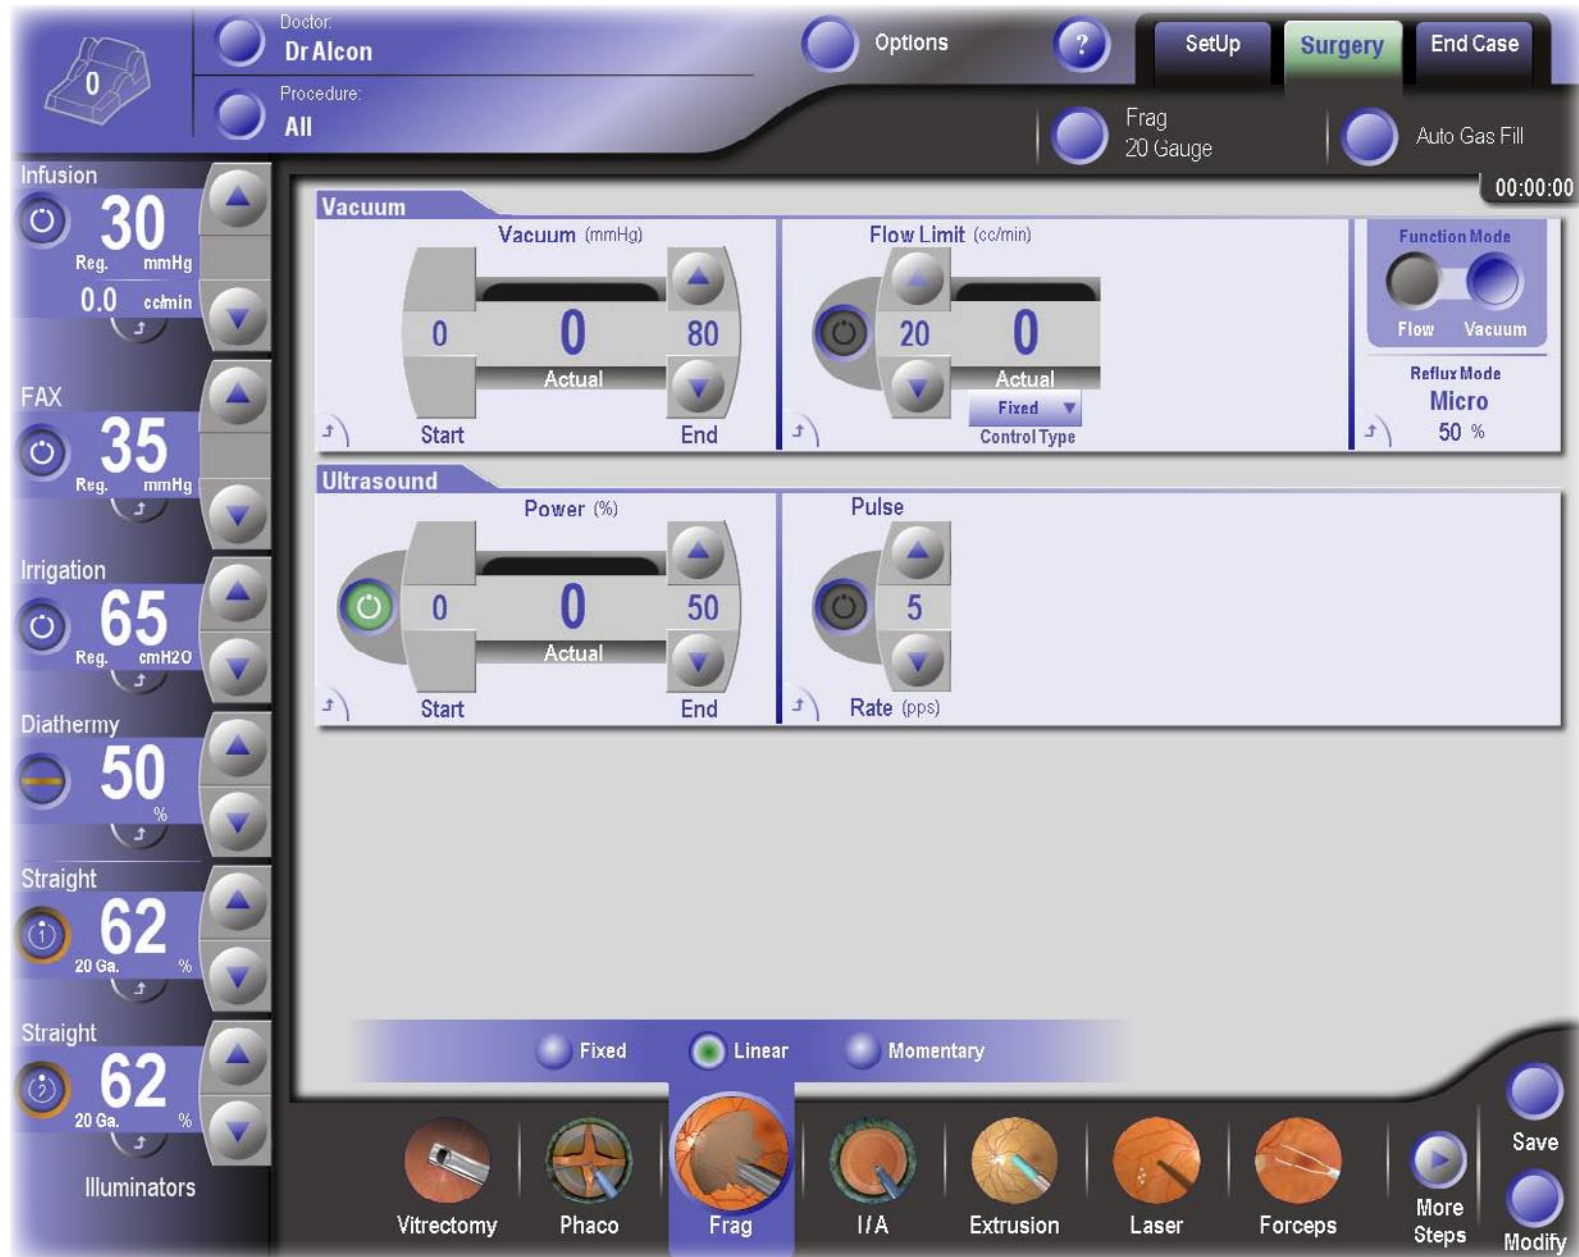 0
Doctor:
DrAlcon
Procedure:
All
Options
?
SetUp
Surgery
End Case
Frag
20 Gauge
Auto Gas Fill
00:00:00
Infusion
30
Reg. mmHg
0.0 cc/min
FAX
35
Reg. mmHg
Irrigation
65
Reg. cmH2O
Diathermy
50
%
Straight
1
62
20 Ga. %
Straight
2
62
20 Ga. %
Illuminators
Vacuum
Vacuum (mmHg)
0 0 80
Actual
Start End
Flow Limit (cc/min)
20 0
Actual
Fixed
Control Type
Function Mode
Flow Vacuum
Reflux Mode
Micro
50 %
Ultrasound
Power (%)
0 0 50
Actual
Start End
Pulse
5
Rate (pps)
Fixed Linear Momentary
Vitrectomy Phaco Frag I/A Extrusion Laser Forceps
More
Steps
Save
Modify